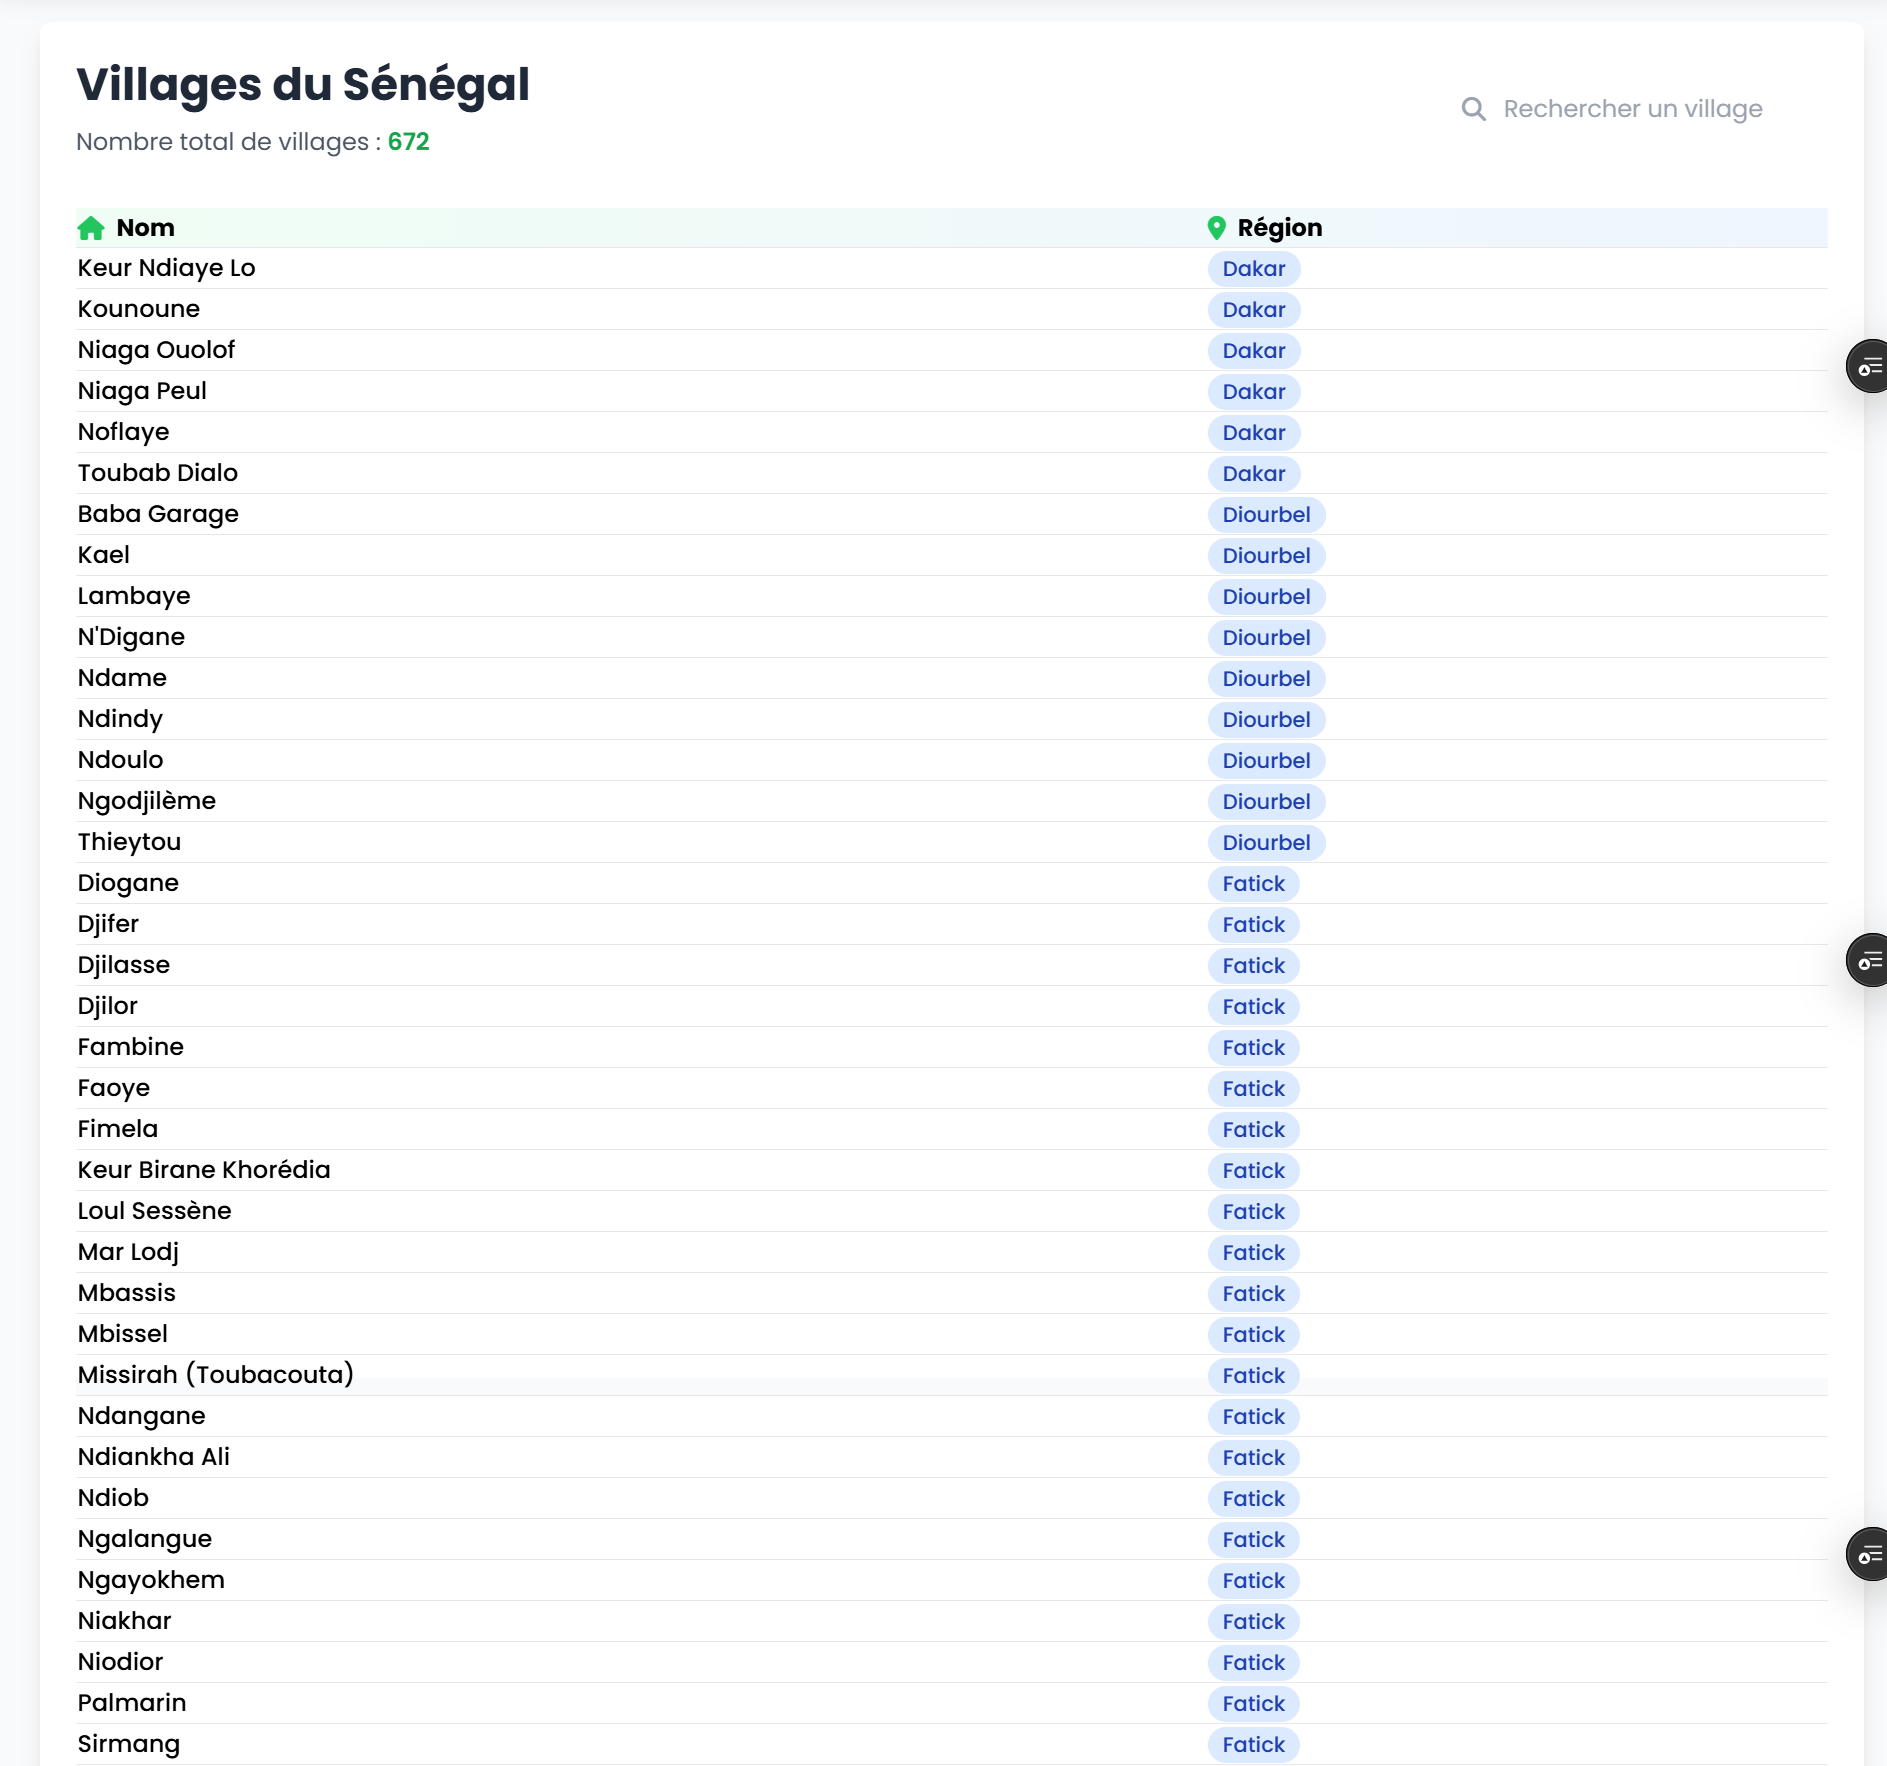 Villages du Sénégal
Rechercher un village
Nombre total de villages : 672
Nom Région
Keur Ndiaye Lo Dakar
Kounoune Dakar
Niaga Ouolof Dakar
Niaga Peul Dakar
Noflaye Dakar
Toubab Dialo Dakar
Baba Garage Diourbel
Kael Diourbel
Lambaye Diourbel
N'Digane Diourbel
Ndame Diourbel
Ndindy Diourbel
Ndoulo Diourbel
Ngodjilème Diourbel
Thieytou Diourbel
Diogane Fatick
Djifer Fatick
Djilasse Fatick
Djilor Fatick
Fambine Fatick
Faoye Fatick
Fimela Fatick
Keur Birane Khorédia Fatick
Loul Sessène Fatick
Mar Lodj Fatick
Mbassis Fatick
Mbissel Fatick
Missirah (Toubacouta) Fatick
Ndangane Fatick
Ndiankha Ali Fatick
Ndiob Fatick
Ngalangue Fatick
Ngayokhem Fatick
Niakhar Fatick
Niodior Fatick
Palmarin Fatick
Sirmang Fatick